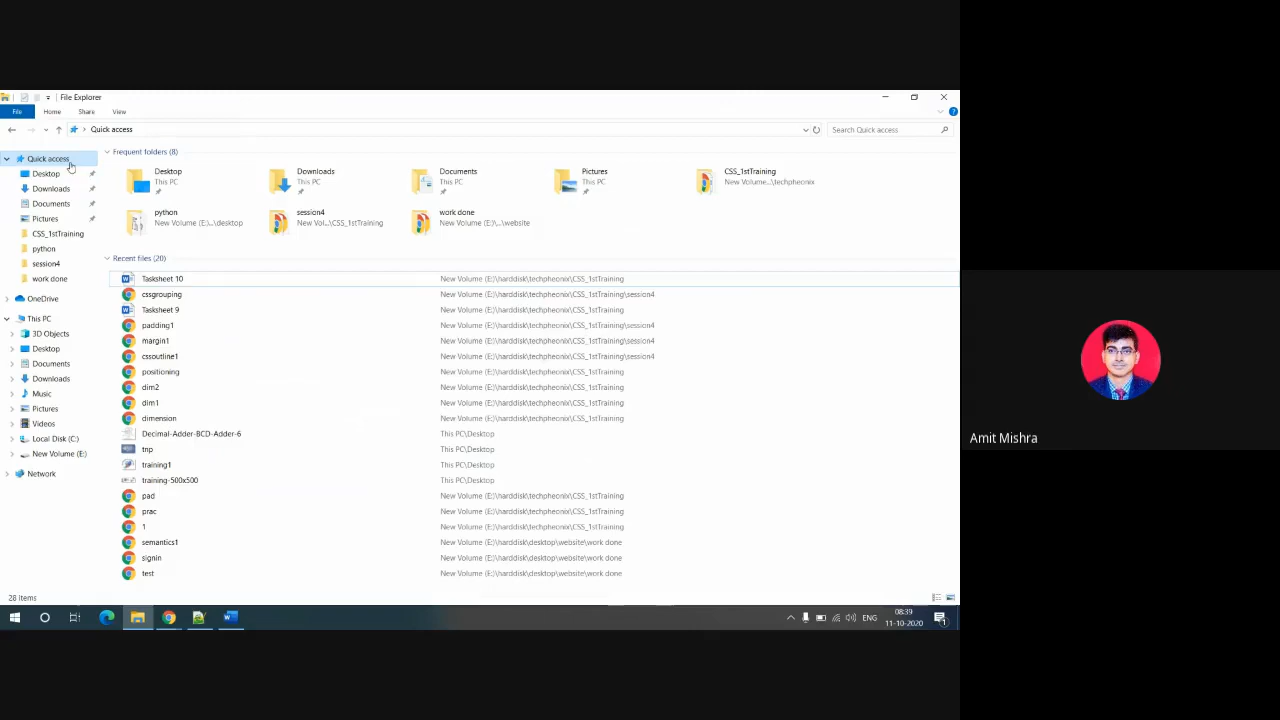 File Explorer
File Home Share View
Quick access
Search Quick access
Quick access
Desktop
Downloads
Documents
Pictures
CSS_1stTraining
python
session4
work done
OneDrive
This PC
3D Objects
Desktop
Documents
Downloads
Music
Pictures
Videos
Local Disk (C:)
New Volume (E:)
Network
Frequent folders (8)
Desktop
This PC
Downloads
This PC
Documents
This PC
Pictures
This PC
CSS_1stTraining
New Volume...\techpheonix
python
New Volume (E:)...\desktop
session4
New Vol...\CSS_1stTraining
work done
New Volume (E:)\...\website
Recent files (20)
Tasksheet 10 New Volume (E:)\harddisk\techpheonix\CSS_1stTraining
cssgrouping New Volume (E:)\harddisk\techpheonix\CSS_1stTraining\session4
Tasksheet 9 New Volume (E:)\harddisk\techpheonix\CSS_1stTraining
padding1 New Volume (E:)\harddisk\techpheonix\CSS_1stTraining\session4
margin1 New Volume (E:)\harddisk\techpheonix\CSS_1stTraining\session4
cssoutline1 New Volume (E:)\harddisk\techpheonix\CSS_1stTraining\session4
positioning New Volume (E:)\harddisk\techpheonix\CSS_1stTraining
dim2 New Volume (E:)\harddisk\techpheonix\CSS_1stTraining
dim1 New Volume (E:)\harddisk\techpheonix\CSS_1stTraining
dimension New Volume (E:)\harddisk\techpheonix\CSS_1stTraining
Decimal-Adder-BCD-Adder-6 This PC\Desktop
tnp This PC\Desktop
training1 This PC\Desktop
training-500x500 This PC\Desktop
pad New Volume (E:)\harddisk\techpheonix\CSS_1stTraining
prac New Volume (E:)\harddisk\techpheonix\CSS_1stTraining
1 New Volume (E:)\harddisk\techpheonix\CSS_1stTraining
semantics1 New Volume (E:)\harddisk\desktop\website\work done
signin New Volume (E:)\harddisk\desktop\website\work done
test New Volume (E:)\harddisk\desktop\website\work done
28 items
ENG
08:39
11-10-2020
Amit Mishra